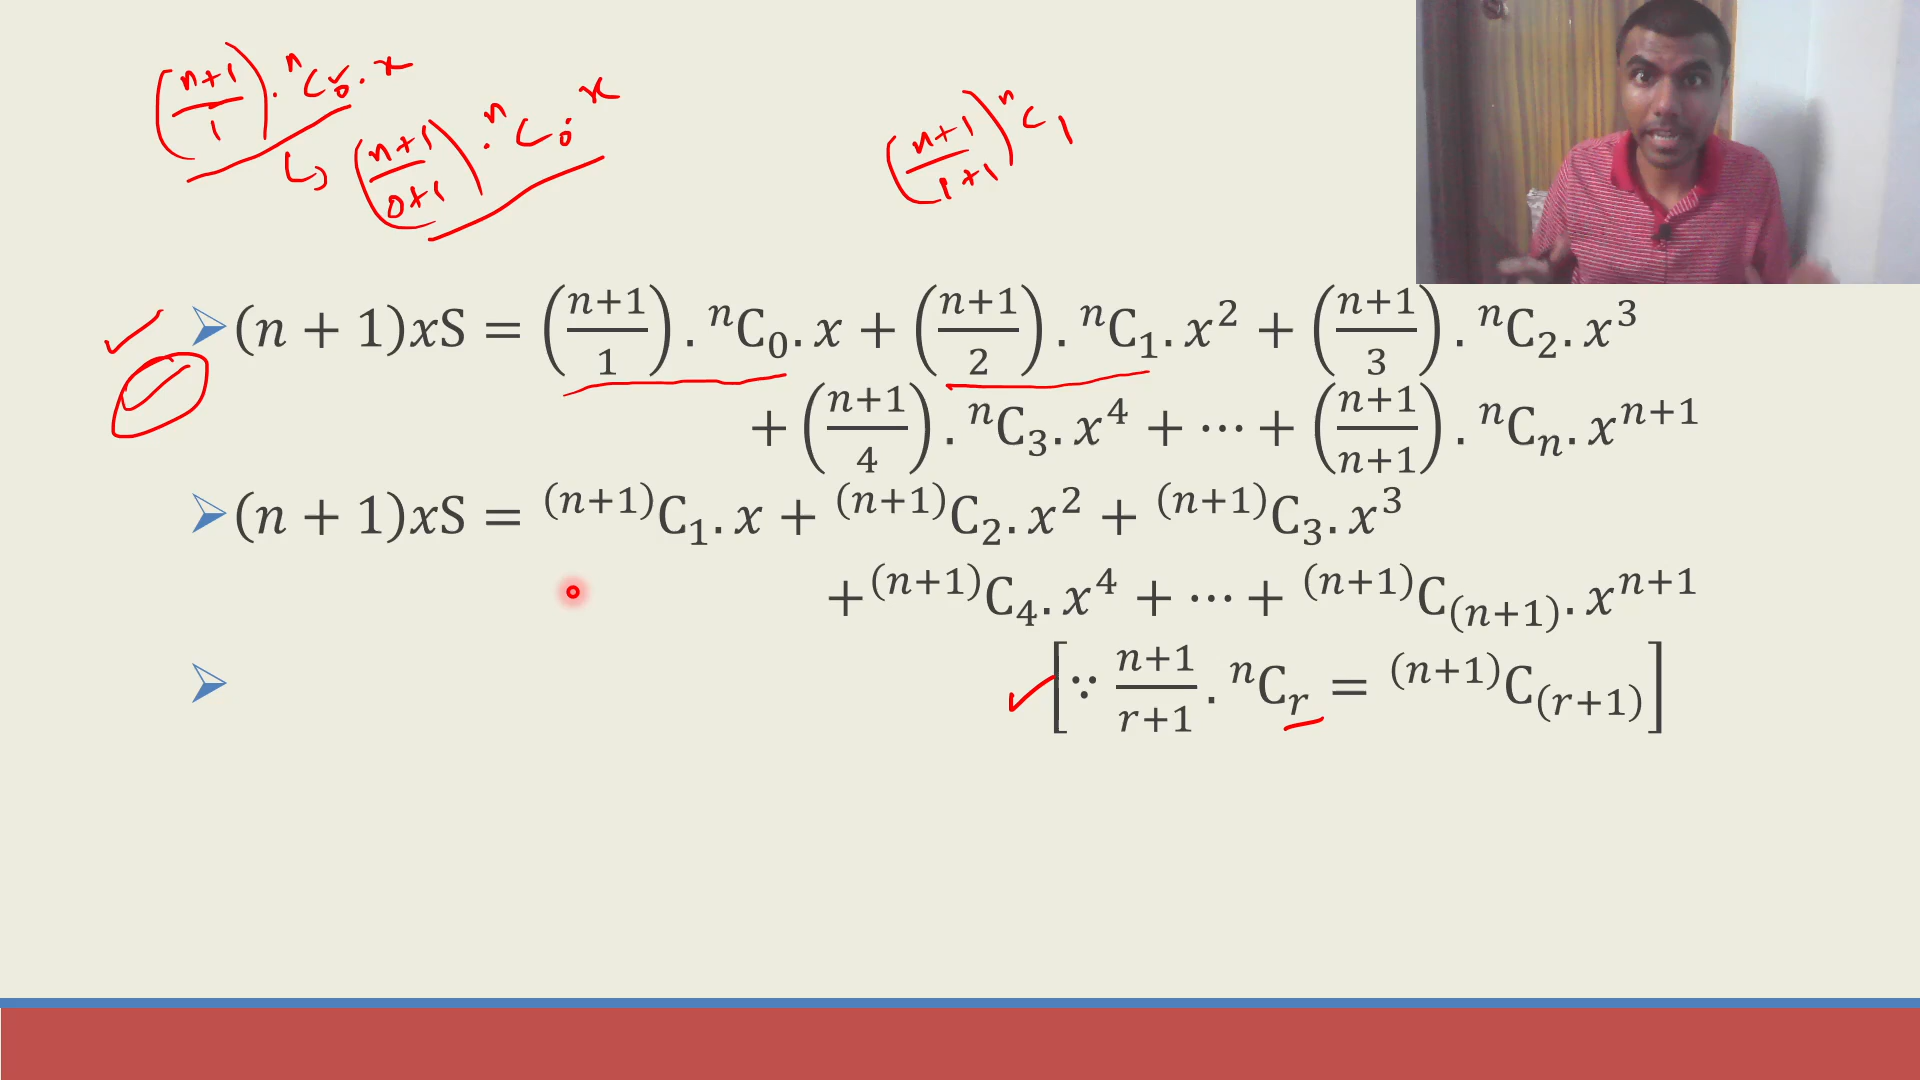 (n+1/1) . ⁿC₀ . x
↳ (n+1/0+1) . ⁿC₀ x
(n+1/1+1) ⁿC₁
➢ (n + 1)xS = (n+1/1) . ⁿC₀. x + (n+1/2) . ⁿC₁. x² + (n+1/3) . ⁿC₂. x³
+ (n+1/4) . ⁿC₃. x⁴ + ⋯ + (n+1/n+1) . ⁿCₙ. xⁿ⁺¹
➢ (n + 1)xS = ⁽ⁿ⁺¹⁾C₁. x + ⁽ⁿ⁺¹⁾C₂. x² + ⁽ⁿ⁺¹⁾C₃. x³
+⁽ⁿ⁺¹⁾C₄. x⁴ + ⋯ + ⁽ⁿ⁺¹⁾C₍ₙ₊₁₎. xⁿ⁺¹
➢ [∵ n+1/r+1 . ⁿCᵣ = ⁽ⁿ⁺¹⁾C₍ᵣ₊₁₎]